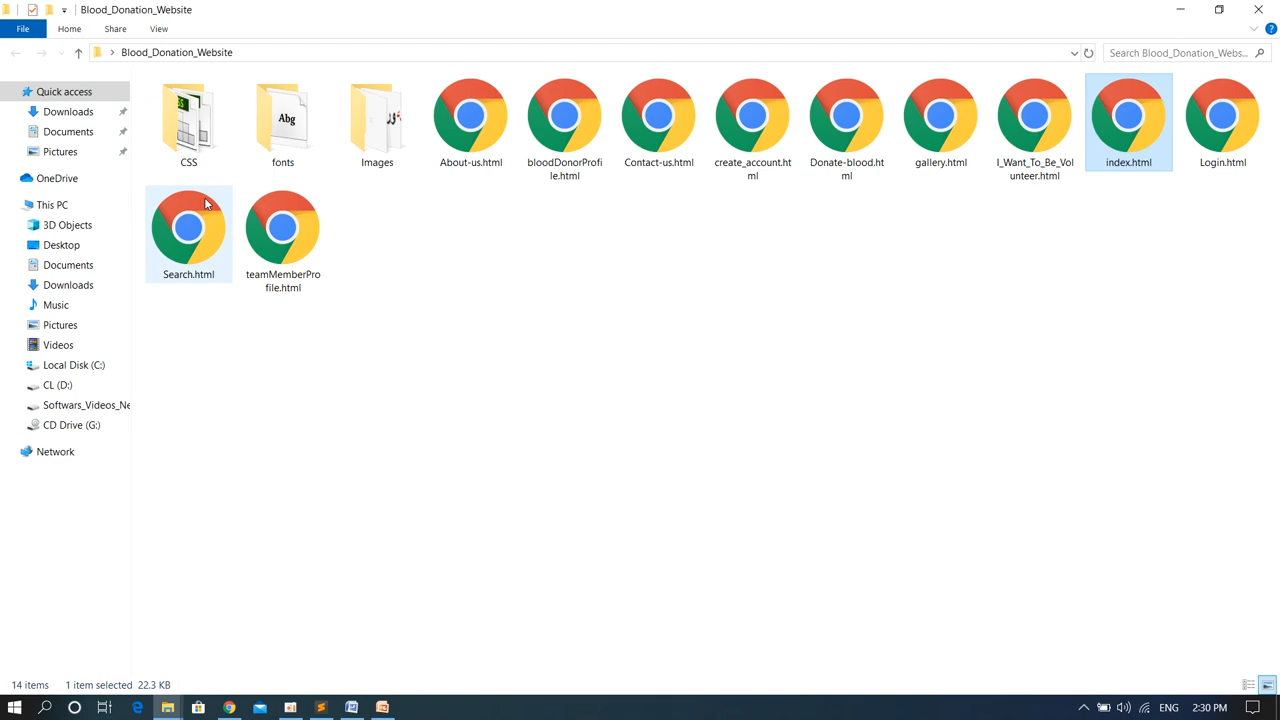 Blood_Donation_Website
File
Home
Share
View
Blood_Donation_Website
Search Blood_Donation_Webs...
Quick access
Downloads
Documents
Pictures
OneDrive
This PC
3D Objects
Desktop
Documents
Downloads
Music
Pictures
Videos
Local Disk (C:)
CL (D:)
Softwars_Videos_Ne
CD Drive (G:)
Network
Abg
CSS
fonts
Images
About-us.html
bloodDonorProfi
le.html
Contact-us.html
create_account.ht
ml
Donate-blood.ht
ml
gallery.html
I_Want_To_Be_Vol
unteer.html
index.html
Login.html
Search.html
teamMemberPro
file.html
14 items
1 item selected 22.3 KB
ENG
2:30 PM